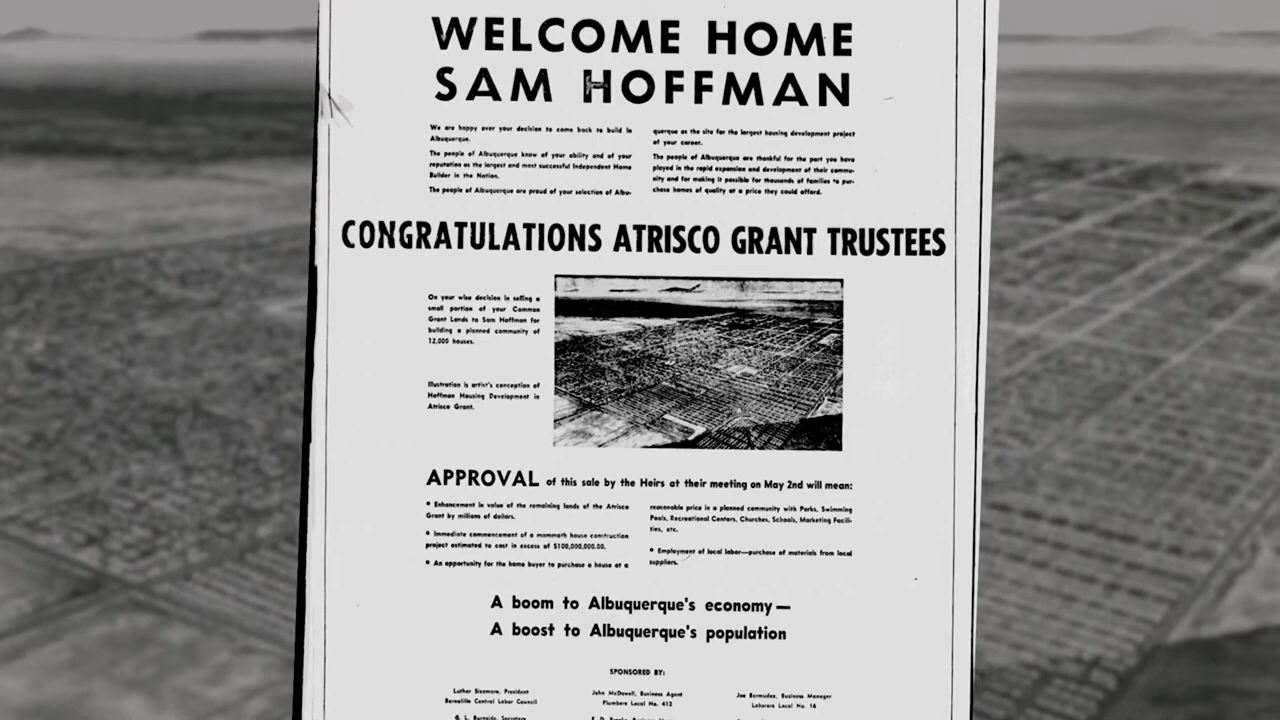 WELCOME HOME
SAM HOFFMAN
We are happy over your decision to come back to build in
Albuquerque.
The people of Albuquerque know of your ability and of your
reputation as the largest and most successful Independent Home
Builder in the Nation.
The people of Albuquerque are proud of your selection of Albu-
querque as the site for the largest housing development project
of your career.
The people of Albuquerque are thankful for the part you have
played in the rapid expansion and development of their commu-
nity and for making it possible for thousands of families to pur-
chase homes of quality at a price they could afford.
CONGRATULATIONS ATRISCO GRANT TRUSTEES
On your wise decision in selling a
small portion of your Common
Grant Lands to Sam Hoffman for
building a planned community of
12,000 houses.
Illustration is artist's conception of
Hoffman Housing Development in
Atrisco Grant.
APPROVAL of this sale by the Heirs at their meeting on May 2nd will mean:
• Enhancement in value of the remaining lands of the Atrisco
Grant by millions of dollars.
• Immediate commencement of a mammoth house construction
project estimated to cost in excess of $100,000,000.00.
• An opportunity for the home buyer to purchase a house at a
reasonable price in a planned community with Parks, Swimming
Pools, Recreational Centers, Churches, Schools, Marketing Facili-
ties, etc.
• Employment of local labor—purchase of materials from local
suppliers.
A boom to Albuquerque's economy—
A boost to Albuquerque's population
SPONSORED BY:
Luther Sizemore, President
Bernalillo Central Labor Council
G. L. Burnside, Secretary
John McDowell, Business Agent
Plumbers Local No. 412
Joe Bermudez, Business Manager
Laborers Local No. 16